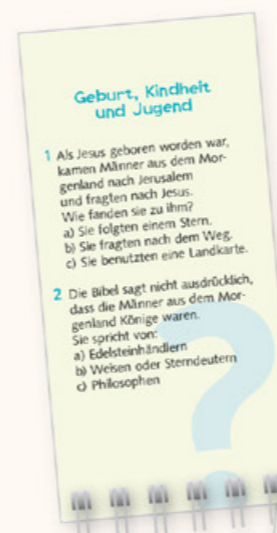 Geburt, Kindheit
und Jugend
1 Als Jesus geboren worden war,
kamen Männer aus dem Mor-
genland nach Jerusalem
und fragten nach Jesus.
Wie fanden sie zu ihm?
a) Sie folgten einem Stern.
b) Sie fragten nach dem Weg.
c) Sie benutzten eine Landkarte.
2 Die Bibel sagt nicht ausdrücklich,
dass die Männer aus dem Mor-
genland Könige waren.
Sie spricht von:
a) Edelsteinhändlern
b) Weisen oder Sterndeutern
c) Philosophen
?